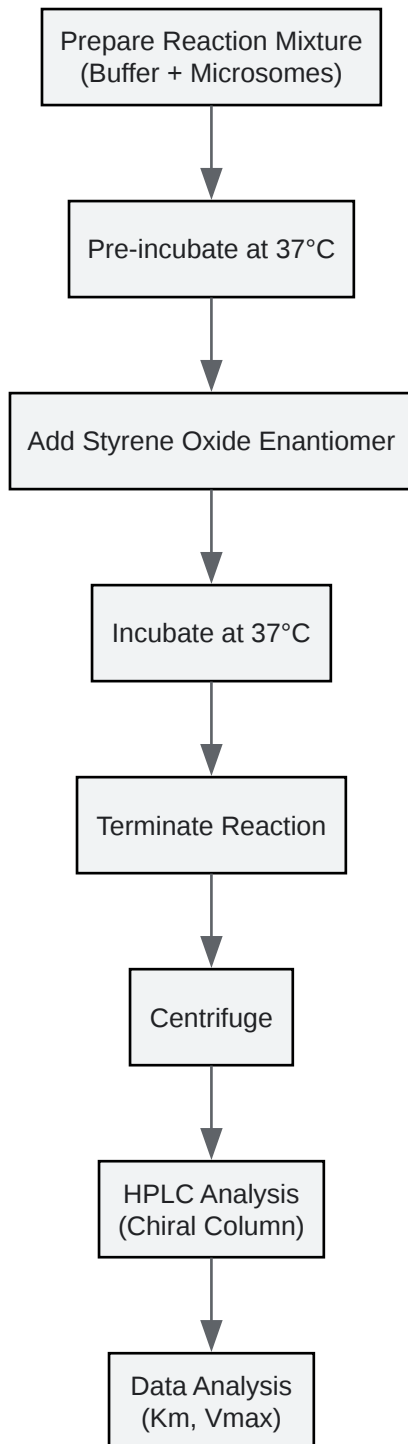 Prepare Reaction Mixture
(Buffer + Microsomes)
Pre-incubate at 37°C
Add Styrene Oxide Enantiomer
Incubate at 37°C
Terminate Reaction
Centrifuge
HPLC Analysis
(Chiral Column)
Data Analysis
(Km, Vmax)